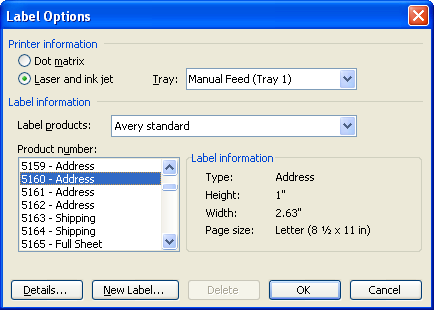 Label Options
Printer information
Dot matrix
Laser and ink jet
Tray: Manual Feed (Tray 1)
Label information
Label products: Avery standard
Product number:
5159 - Address
5160 - Address
5161 - Address
5162 - Address
5163 - Shipping
5164 - Shipping
5165 - Full Sheet
Label information
Type: Address
Height: 1"
Width: 2.63"
Page size: Letter (8 ½ x 11 in)
Details... New Label... Delete OK Cancel